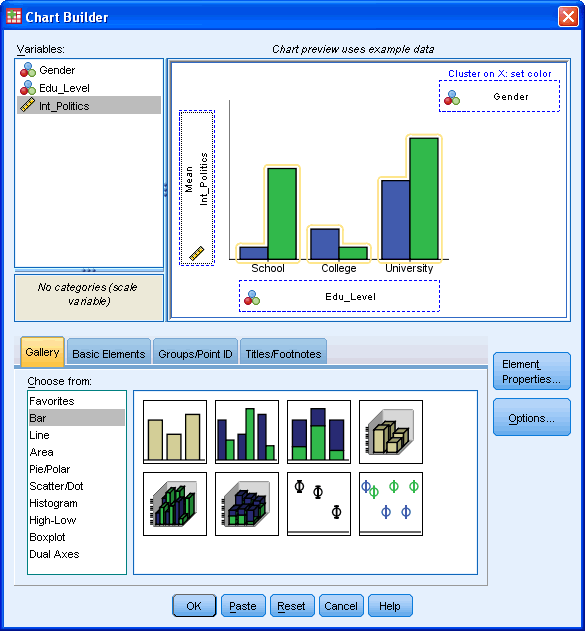 Chart Builder
Variables:
Chart preview uses example data
Gender
Edu_Level
Int_Politics
No categories (scale
variable)
Cluster on X: set color
Gender
Mean
Int_Politics
School College University
Edu_Level
Gallery Basic Elements Groups/Point ID Titles/Footnotes
Choose from:
Favorites
Bar
Line
Area
Pie/Polar
Scatter/Dot
Histogram
High-Low
Boxplot
Dual Axes
Element
Properties...
Options...
OK Paste Reset Cancel Help